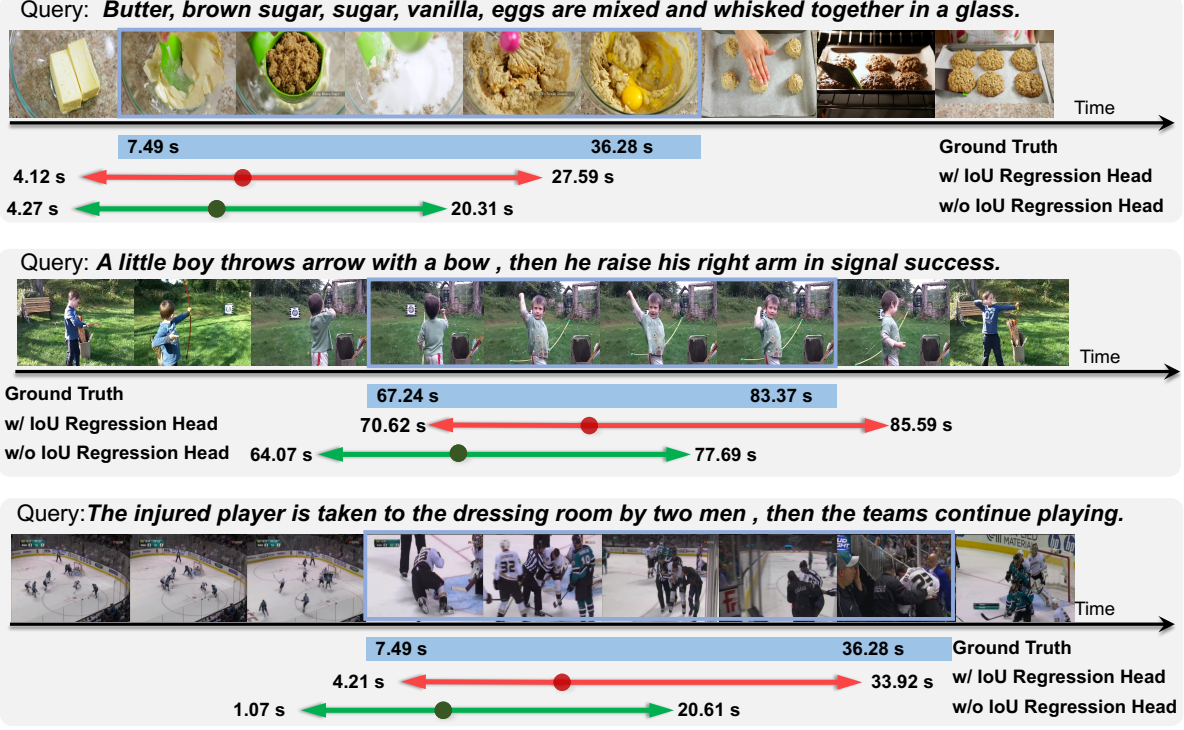 Query: Butter, brown sugar, sugar, vanilla, eggs are mixed and whisked together in a glass.
Time
7.49 s 36.28 s Ground Truth
4.12 s 27.59 s w/ IoU Regression Head
4.27 s 20.31 s w/o IoU Regression Head
Query: A little boy throws arrow with a bow , then he raise his right arm in signal success.
Time
Ground Truth 67.24 s 83.37 s
w/ IoU Regression Head 70.62 s 85.59 s
w/o IoU Regression Head 64.07 s 77.69 s
Query:The injured player is taken to the dressing room by two men , then the teams continue playing.
32
Time
7.49 s 36.28 s Ground Truth
4.21 s 33.92 s w/ IoU Regression Head
1.07 s 20.61 s w/o IoU Regression Head